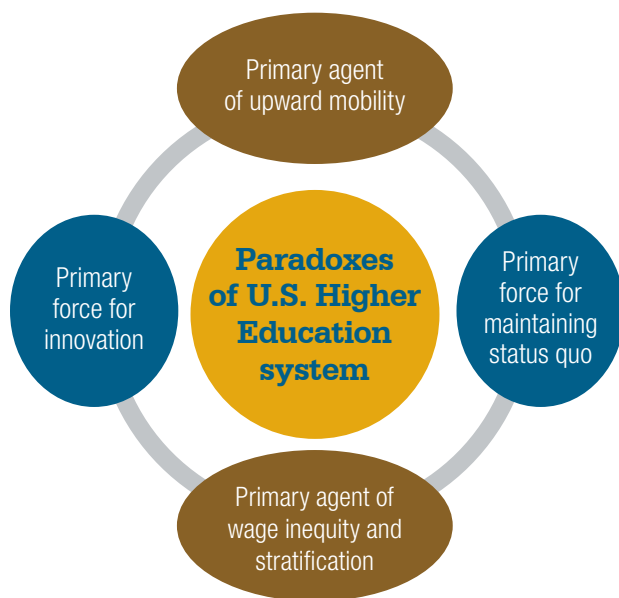 Primary agent
of upward mobility
Primary
force for
innovation
Paradoxes
of U.S. Higher
Education
system
Primary
force for
maintaining
status quo
Primary agent of
wage inequity and
stratification